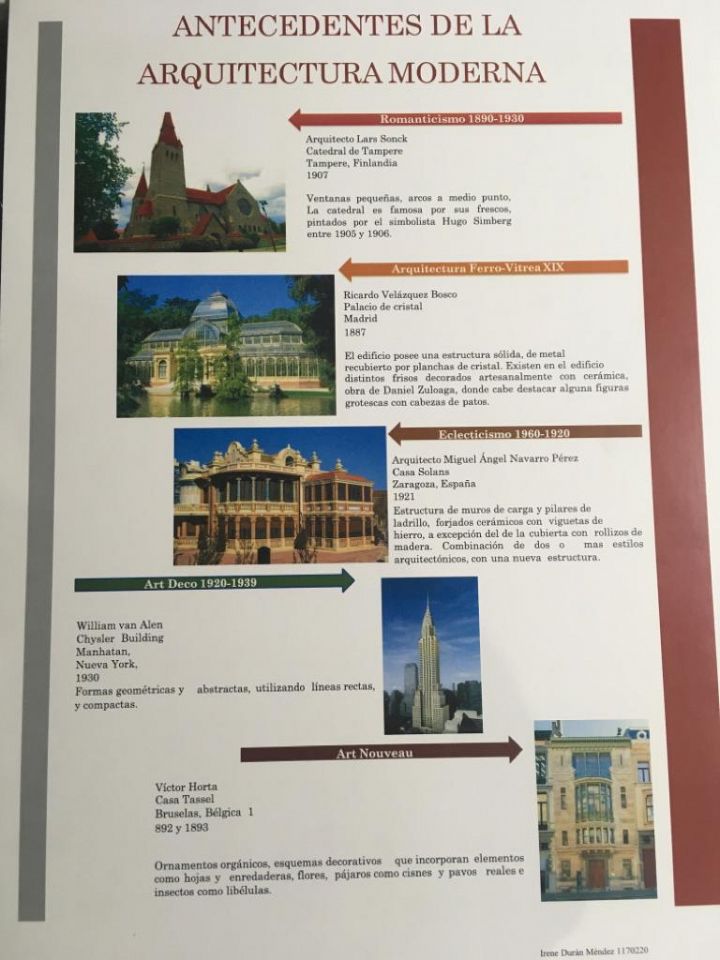 ANTECEDENTES DE LA
ARQUITECTURA MODERNA
Romanticismo 1890-1930
Arquitecto Lars Sonck
Catedral de Tampere
Tampere, Finlandia
1907
Ventanas pequeñas, arcos a medio punto,
La catedral es famosa por sus frescos,
pintados por el simbolista Hugo Simberg
entre 1905 y 1906.
Arquitectura Ferro-Vitrea XIX
Ricardo Velázquez Bosco
Palacio de cristal
Madrid
1887
El edificio posee una estructura sólida, de metal
recubierto por planchas de cristal. Existen en el edificio
distintos frisos decorados artesanalmente con cerámica,
obra de Daniel Zuloaga, donde cabe destacar alguna figuras
grotescas con cabezas de patos.
Eclecticismo 1960-1920
Arquitecto Miguel Ángel Navarro Pérez
Casa Solans
Zaragoza, España
1921
Estructura de muros de carga y pilares de
ladrillo, forjados cerámicos con viguetas de
hierro, a excepción del de la cubierta con rollizos de
madera. Combinación de dos o mas estilos
arquitectónicos, con una nueva estructura.
Art Deco 1920-1939
William van Alen
Chysler Building
Manhatan,
Nueva York,
1930
Formas geométricas y abstractas, utilizando líneas rectas,
y compactas.
Art Nouveau
Víctor Horta
Casa Tassel
Bruselas, Bélgica 1
892 y 1893
Ornamentos orgánicos, esquemas decorativos que incorporan elementos
como hojas y enredaderas, flores, pájaros como cisnes y pavos reales e
insectos como libélulas.
Irene Durán Méndez 1170220